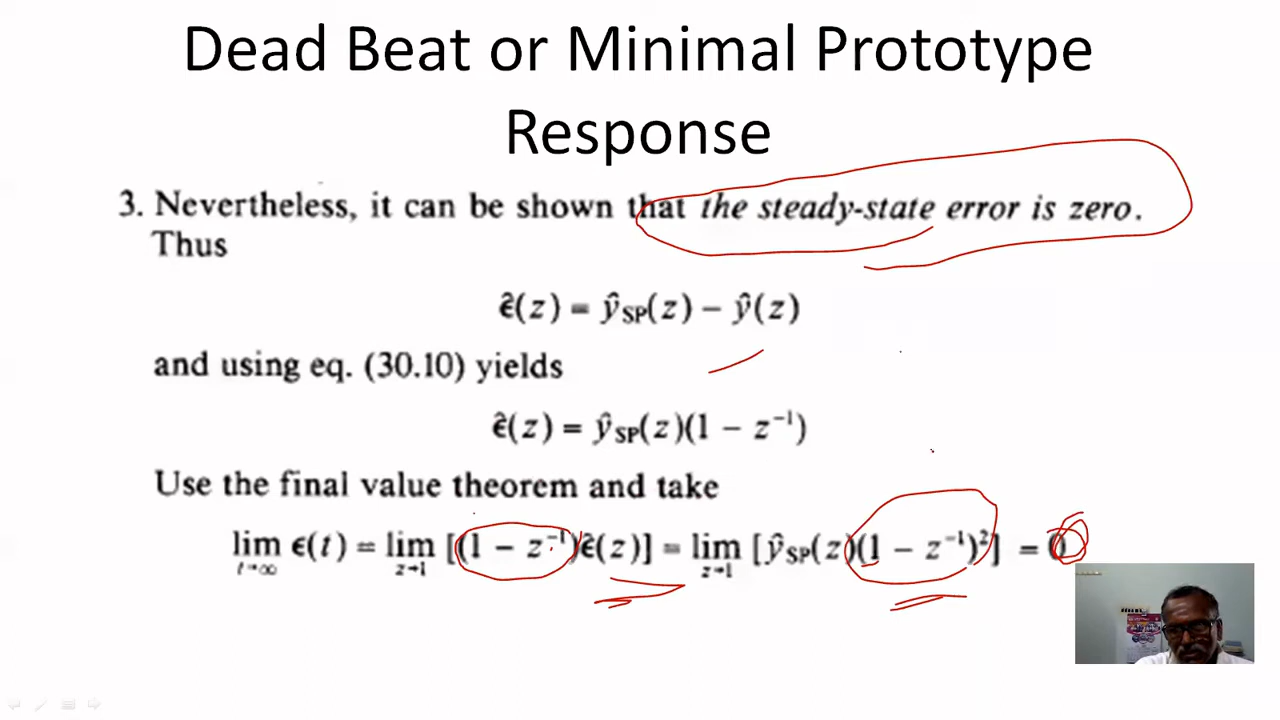 Dead Beat or Minimal Prototype
Response
3. Nevertheless, it can be shown that the steady-state error is zero.
Thus
ε̂(z) = ŷSP(z) − ŷ(z)
and using eq. (30.10) yields
ε̂(z) = ŷSP(z)(1 − z⁻¹)
Use the final value theorem and take
lim t→∞ ε(t) = lim z→1 [(1 − z⁻¹)ε̂(z)] = lim z→1 [ŷSP(z)(1 − z⁻¹)²] = 0